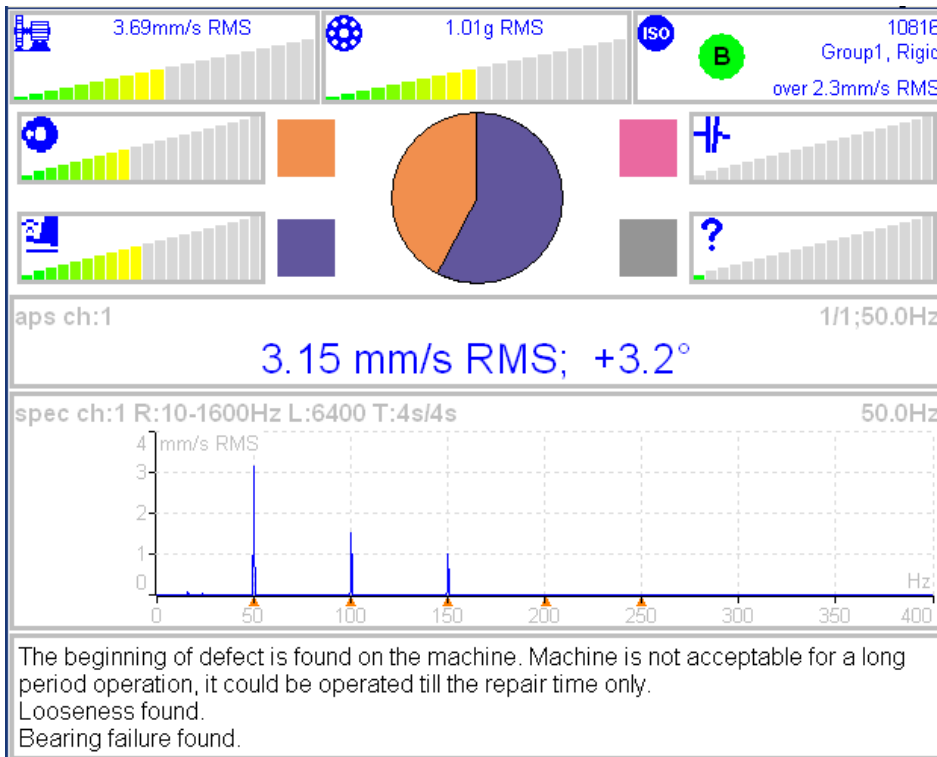 3.69mm/s RMS
1.01g RMS
ISO
B
10816
Group1, Rigid
over 2.3mm/s RMS
?
aps ch:1
1/1;50.0Hz
3.15 mm/s RMS; +3.2°
spec ch:1 R:10-1600Hz L:6400 T:4s/4s
50.0Hz
4
mm/s RMS
3
2
1
0
Hz
0 50 100 150 200 250 300 350 400
The beginning of defect is found on the machine. Machine is not acceptable for a long
period operation, it could be operated till the repair time only.
Looseness found.
Bearing failure found.